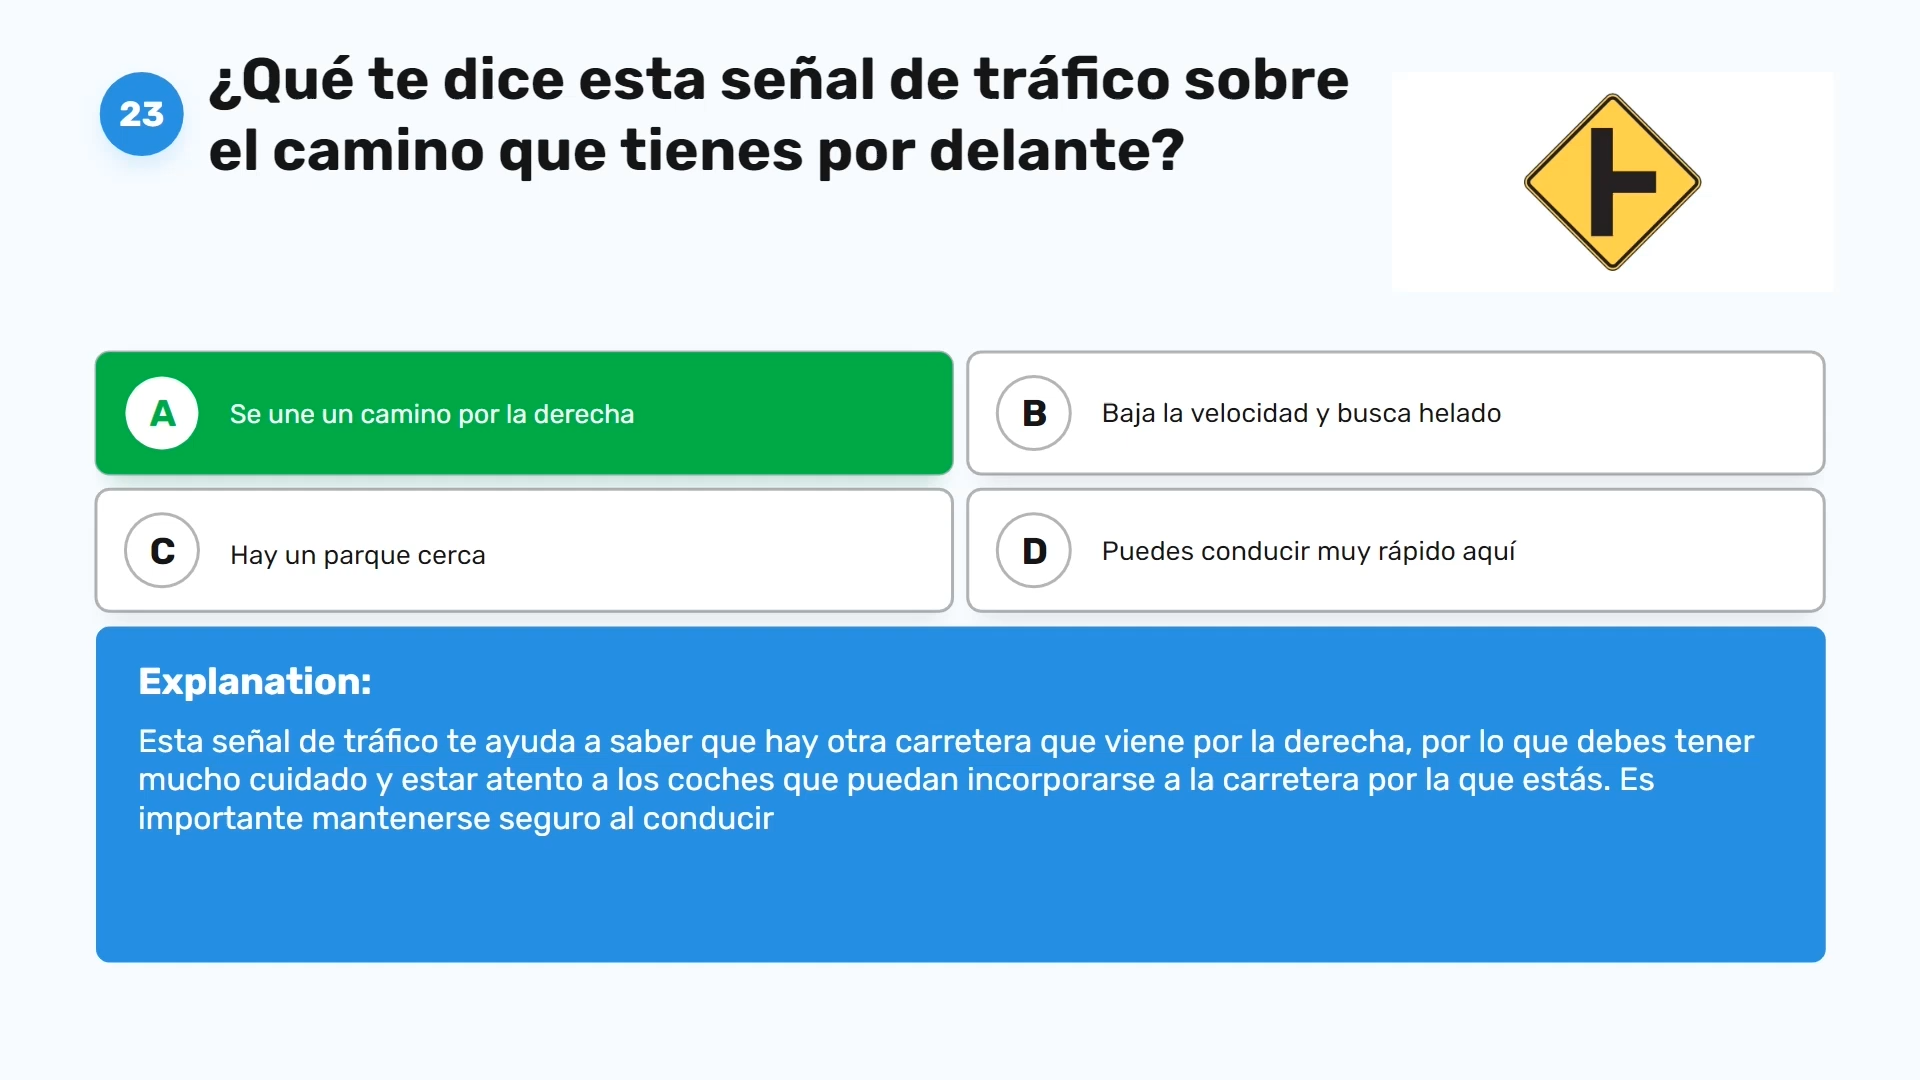 23
¿Qué te dice esta señal de tráfico sobre
el camino que tienes por delante?
A
Se une un camino por la derecha
B
Baja la velocidad y busca helado
C
Hay un parque cerca
D
Puedes conducir muy rápido aquí
Explanation:
Esta señal de tráfico te ayuda a saber que hay otra carretera que viene por la derecha, por lo que debes tener
mucho cuidado y estar atento a los coches que puedan incorporarse a la carretera por la que estás. Es
importante mantenerse seguro al conducir